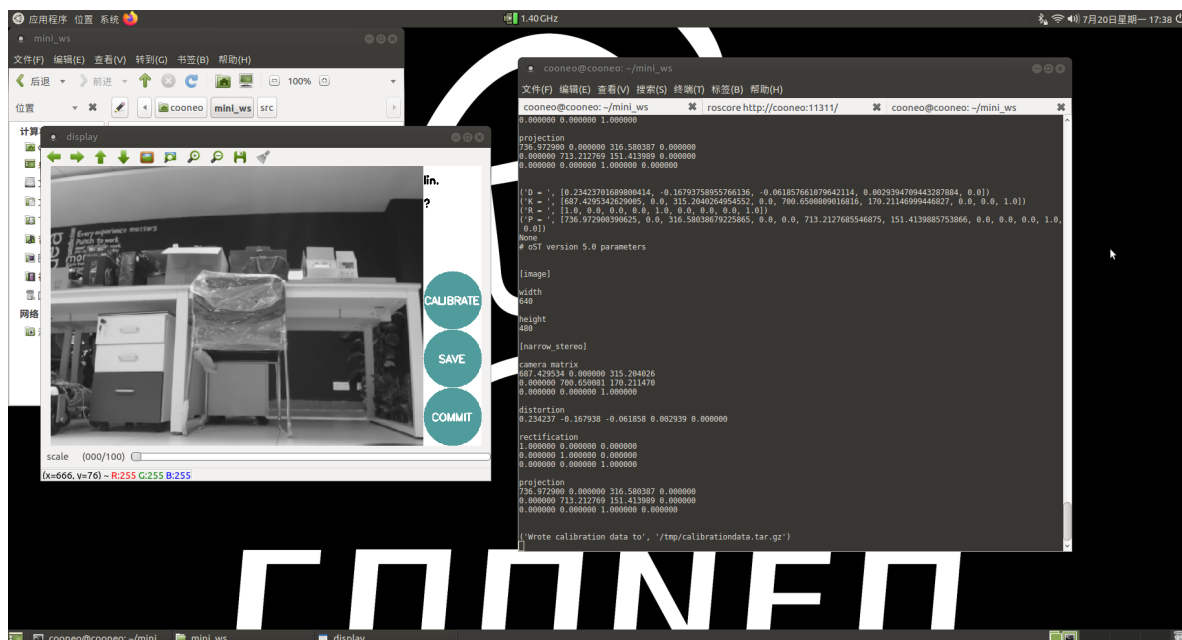 应用程序 位置 系统
1.40 GHz
7月20日星期一 17:38
mini_ws
文件(F) 编辑(E) 查看(V) 转到(G) 书签(B) 帮助(H)
后退 前进 100%
位置 cooneo mini_ws src
计算
网络
display
lin.
?
Every experience matters
Punch to work
CALIBRATE
SAVE
COMMIT
scale (000/100)
(x=666, y=76) ~ R:255 G:255 B:255
cooneo@cooneo: ~/mini_ws
文件(F) 编辑(E) 查看(V) 搜索(S) 终端(T) 标签(B) 帮助(H)
cooneo@cooneo: ~/mini_ws roscore http://cooneo:11311/ cooneo@cooneo: ~/mini_ws
0.000000 0.000000 1.000000
projection
736.972900 0.000000 316.580387 0.000000
0.000000 713.212769 151.413989 0.000000
0.000000 0.000000 1.000000 0.000000
('D = ', [0.23423701689800414, -0.16793758955766136, -0.061857661079642114, 0.0029394709443287884, 0.0])
('K = ', [687.4295342629005, 0.0, 315.2040264954552, 0.0, 700.6500809016816, 170.21146999446827, 0.0, 0.0, 1.0])
('R = ', [1.0, 0.0, 0.0, 0.0, 1.0, 0.0, 0.0, 0.0, 1.0])
('P = ', [736.972900390625, 0.0, 316.58038679225865, 0.0, 0.0, 713.2127685546875, 151.4139885753866, 0.0, 0.0, 0.0, 1.0,
0.0])
None
# oST version 5.0 parameters
[image]
width
640
height
480
[narrow_stereo]
camera matrix
687.429534 0.000000 315.204026
0.000000 700.650081 170.211470
0.000000 0.000000 1.000000
distortion
0.234237 -0.167938 -0.061858 0.002939 0.000000
rectification
1.000000 0.000000 0.000000
0.000000 1.000000 0.000000
0.000000 0.000000 1.000000
projection
736.972900 0.000000 316.580387 0.000000
0.000000 713.212769 151.413989 0.000000
0.000000 0.000000 1.000000 0.000000
('Wrote calibration data to', '/tmp/calibrationdata.tar.gz')
COONEO
cooneo@cooneo: ~/mini... mini_ws display